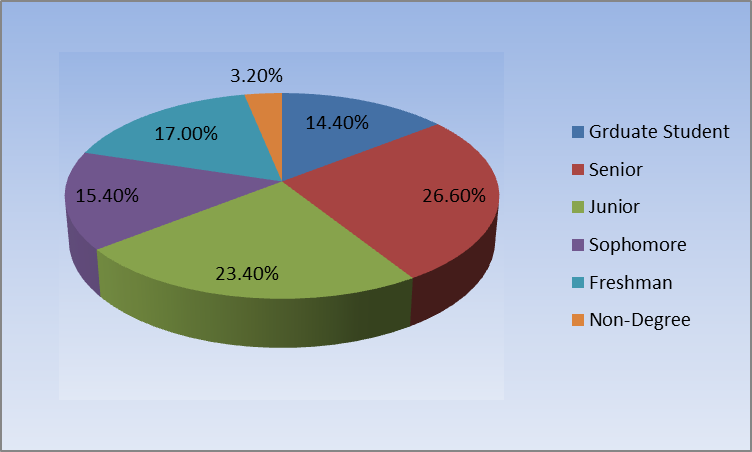 3.20%
14.40%
17.00%
26.60%
15.40%
23.40%
Grduate Student
Senior
Junior
Sophomore
Freshman
Non-Degree